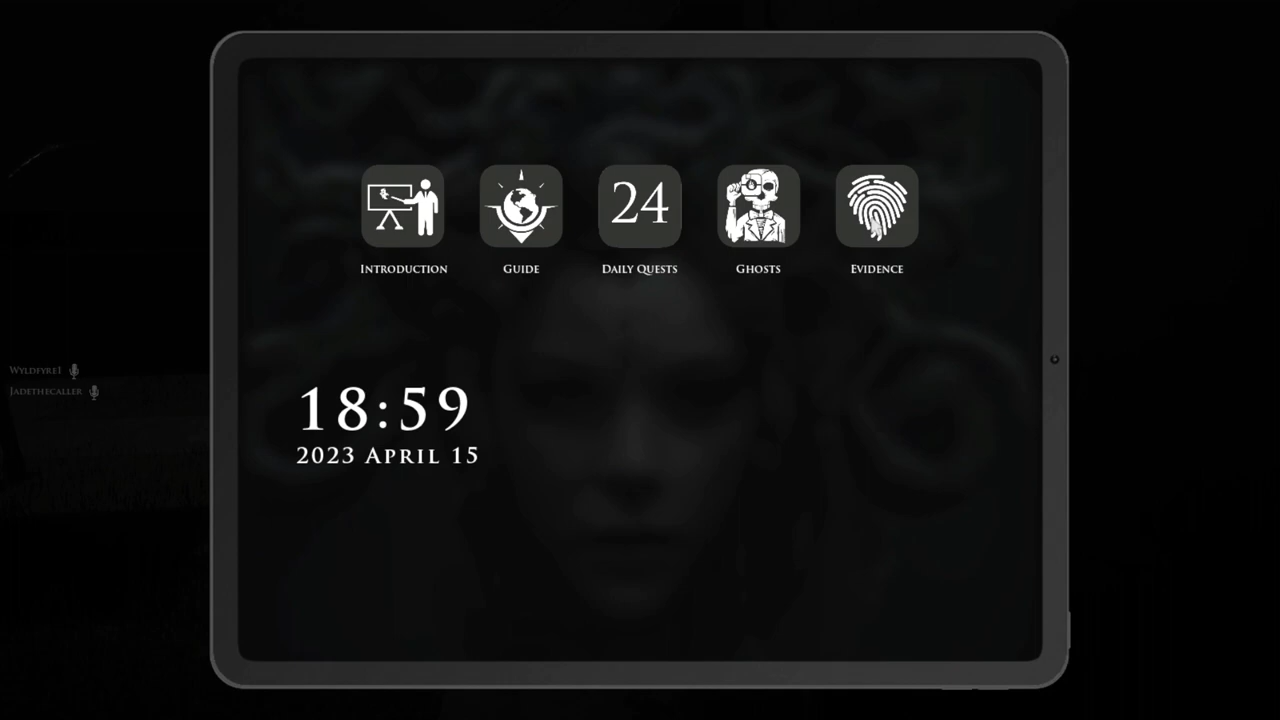 24
Introduction
Guide
Daily Quests
Ghosts
Evidence
Wyldfyre1
Jadethecaller
18:59
2023 April 15